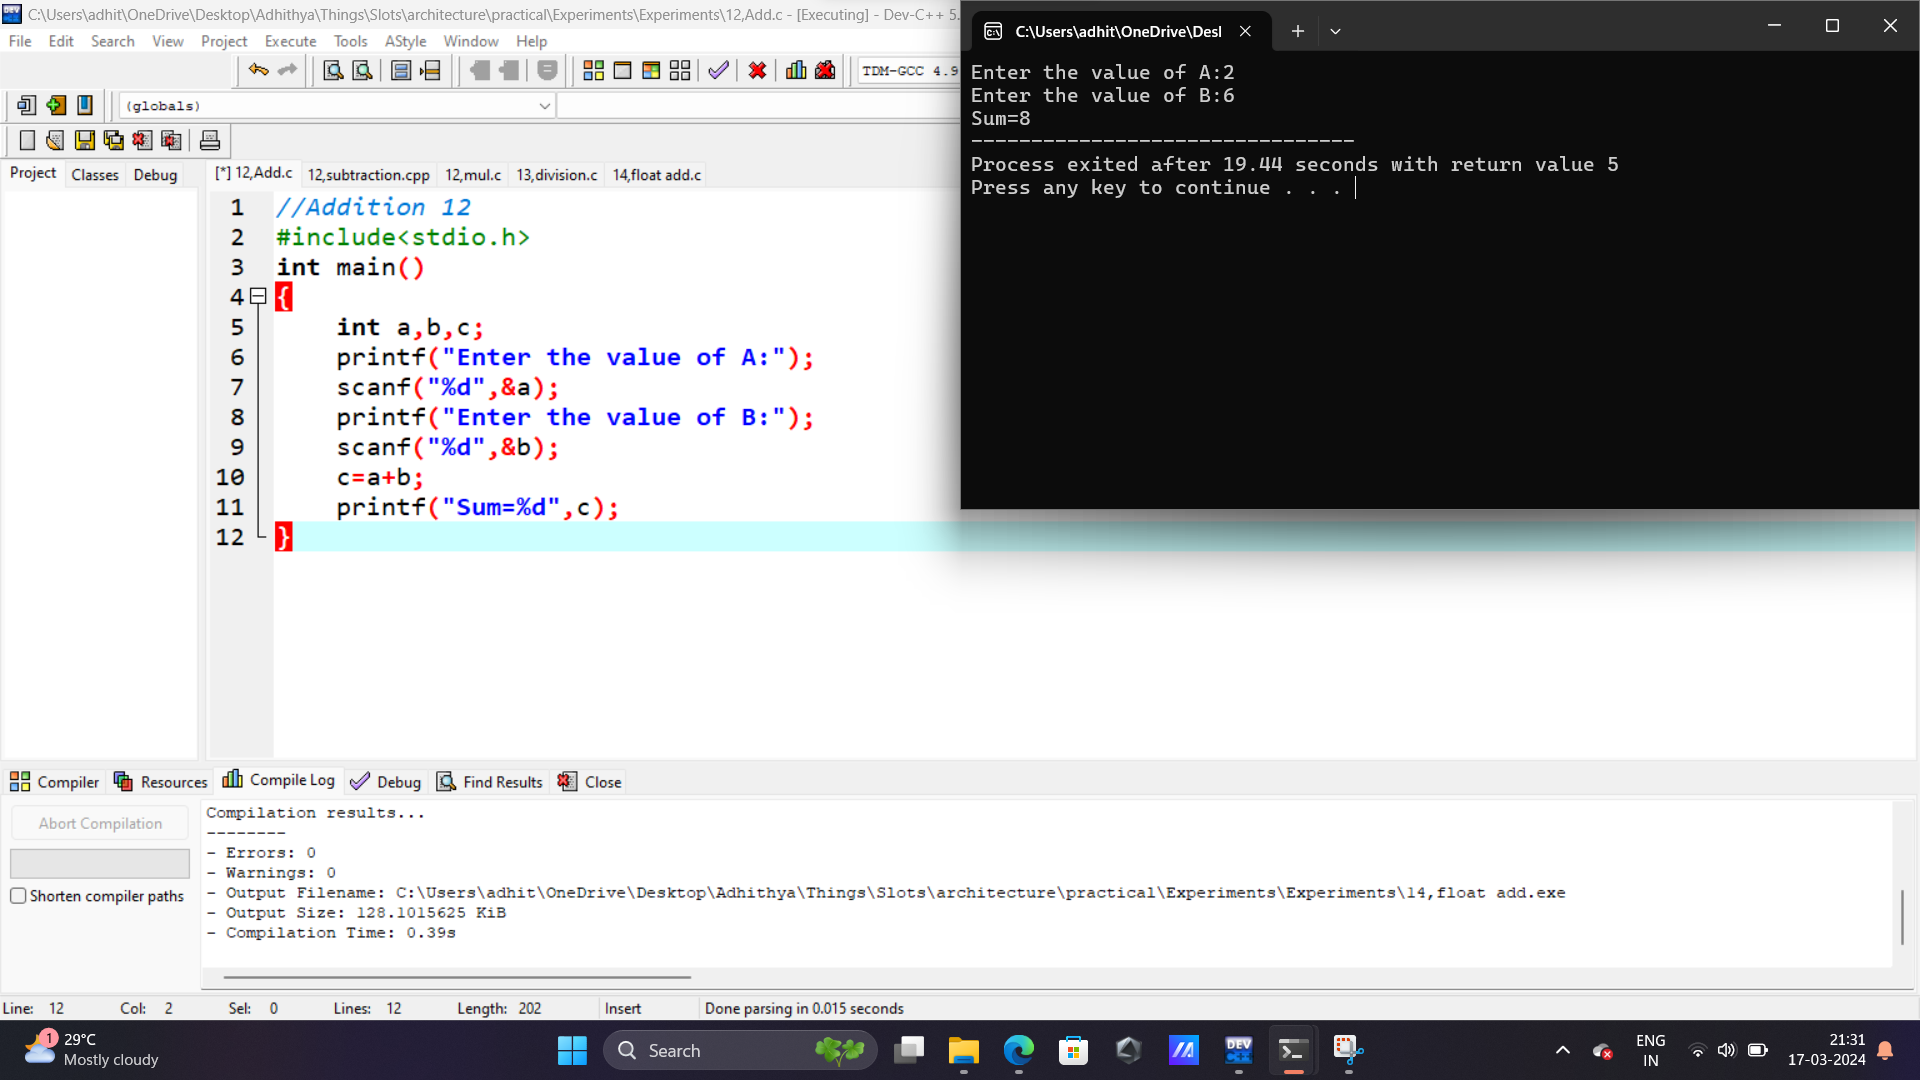 C:\Users\adhit\OneDrive\Desktop\Adhithya\Things\Slots\architecture\practical\Experiments\Experiments\12,Add.c - [Executing] - Dev-C++ 5.
File Edit Search View Project Execute Tools AStyle Window Help
TDM-GCC 4.9
(globals)
Project Classes Debug
[*] 12,Add.c 12,subtraction.cpp 12,mul.c 13,division.c 14,float add.c
1 //Addition 12
2 #include<stdio.h>
3 int main()
4 {
5 int a,b,c;
6 printf("Enter the value of A:");
7 scanf("%d",&a);
8 printf("Enter the value of B:");
9 scanf("%d",&b);
10 c=a+b;
11 printf("Sum=%d",c);
12 }
C:\Users\adhit\OneDrive\Desl
Enter the value of A:2
Enter the value of B:6
Sum=8
--------------------------------
Process exited after 19.44 seconds with return value 5
Press any key to continue . . .
Compiler Resources Compile Log Debug Find Results Close
Abort Compilation
Shorten compiler paths
Compilation results...
--------
- Errors: 0
- Warnings: 0
- Output Filename: C:\Users\adhit\OneDrive\Desktop\Adhithya\Things\Slots\architecture\practical\Experiments\Experiments\14,float add.exe
- Output Size: 128.1015625 KiB
- Compilation Time: 0.39s
Line: 12 Col: 2 Sel: 0 Lines: 12 Length: 202 Insert Done parsing in 0.015 seconds
1
29°C
Mostly cloudy
Search
DEV
ENG
IN
21:31
17-03-2024